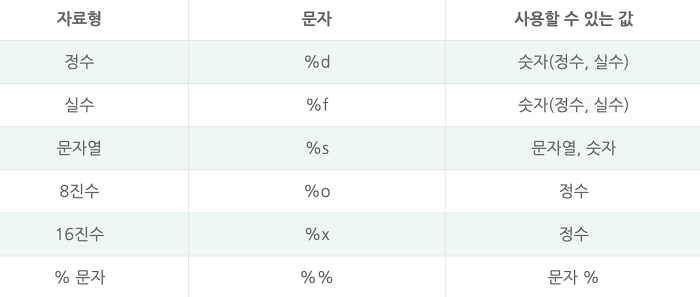 자료형 문자 사용할 수 있는 값
정수 %d 숫자(정수, 실수)
실수 %f 숫자(정수, 실수)
문자열 %s 문자열, 숫자
8진수 %o 정수
16진수 %x 정수
% 문자 %% 문자 %